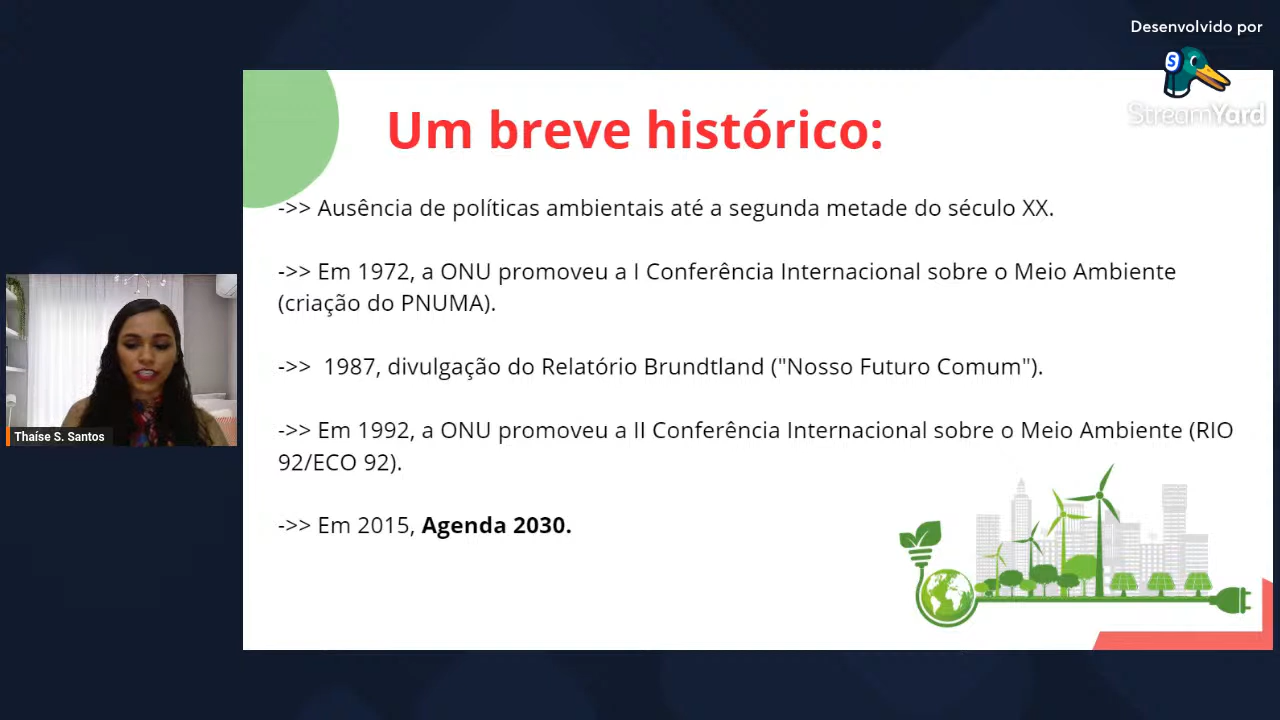 Desenvolvido por
StreamYard
Um breve histórico:
->> Ausência de políticas ambientais até a segunda metade do século XX.
->> Em 1972, a ONU promoveu a I Conferência Internacional sobre o Meio Ambiente
(criação do PNUMA).
->> 1987, divulgação do Relatório Brundtland ("Nosso Futuro Comum").
->> Em 1992, a ONU promoveu a II Conferência Internacional sobre o Meio Ambiente (RIO
92/ECO 92).
->> Em 2015, Agenda 2030.
Thaíse S. Santos